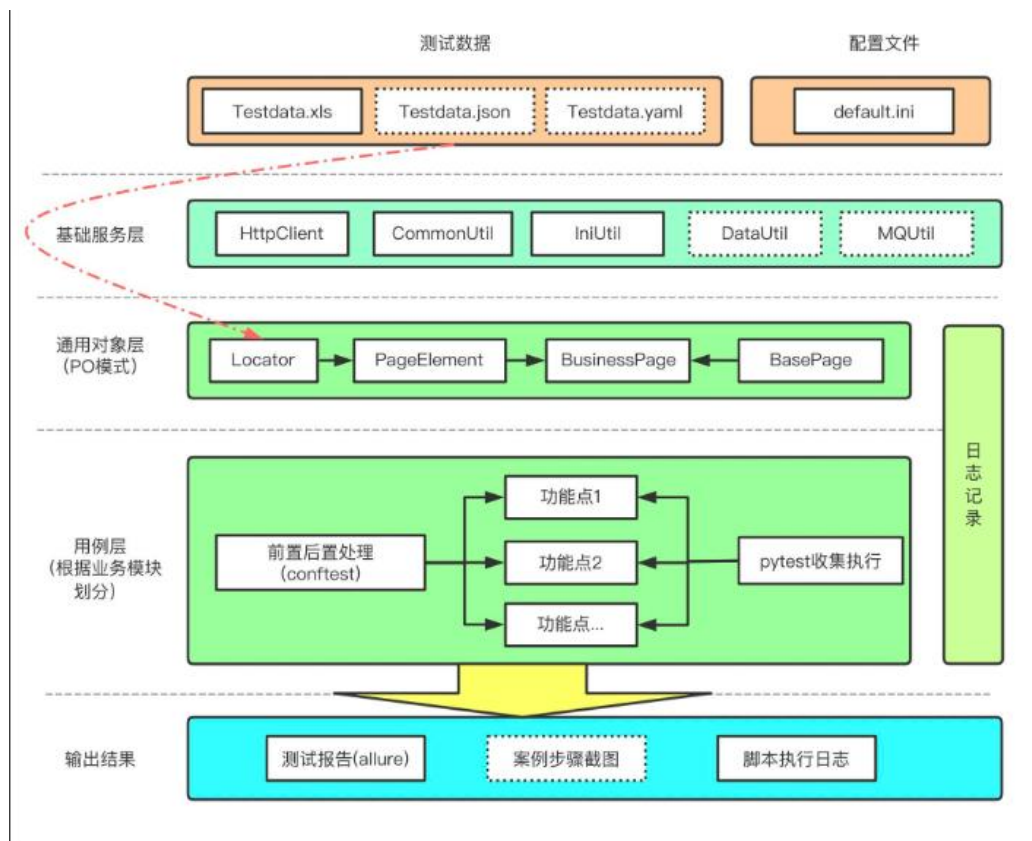 测试数据
配置文件
Testdata.xls
Testdata.json
Testdata.yaml
default.ini
基础服务层
HttpClient
CommonUtil
IniUtil
DataUtil
MQUtil
通用对象层
(PO模式)
Locator
PageElement
BusinessPage
BasePage
日
志
记
录
用例层
(根据业务模块
划分)
前置后置处理
(conftest)
功能点1
功能点2
功能点...
pytest收集执行
输出结果
测试报告(allure)
案例步骤截图
脚本执行日志